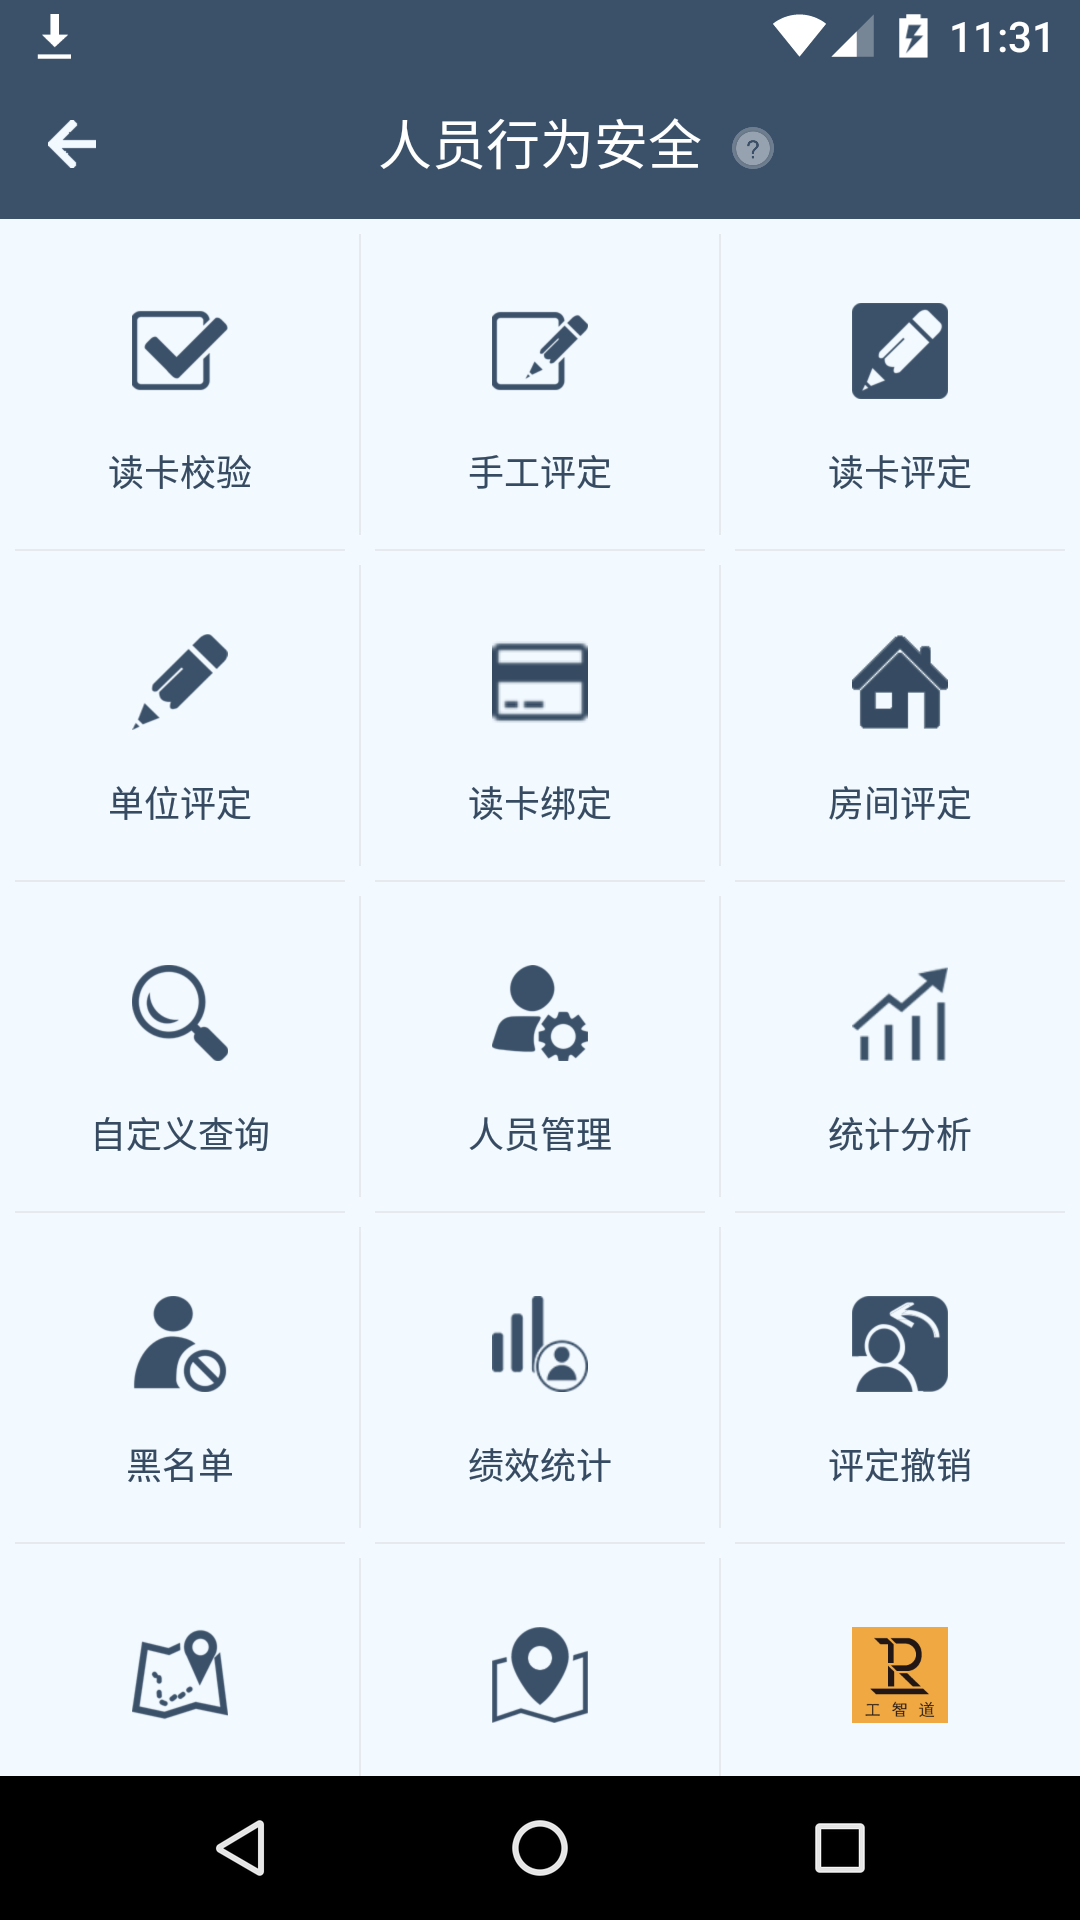 11:31
人员行为安全 ?
读卡校验 手工评定 读卡评定
单位评定 读卡绑定 房间评定
自定义查询 人员管理 统计分析
黑名单 绩效统计 评定撤销
工智道